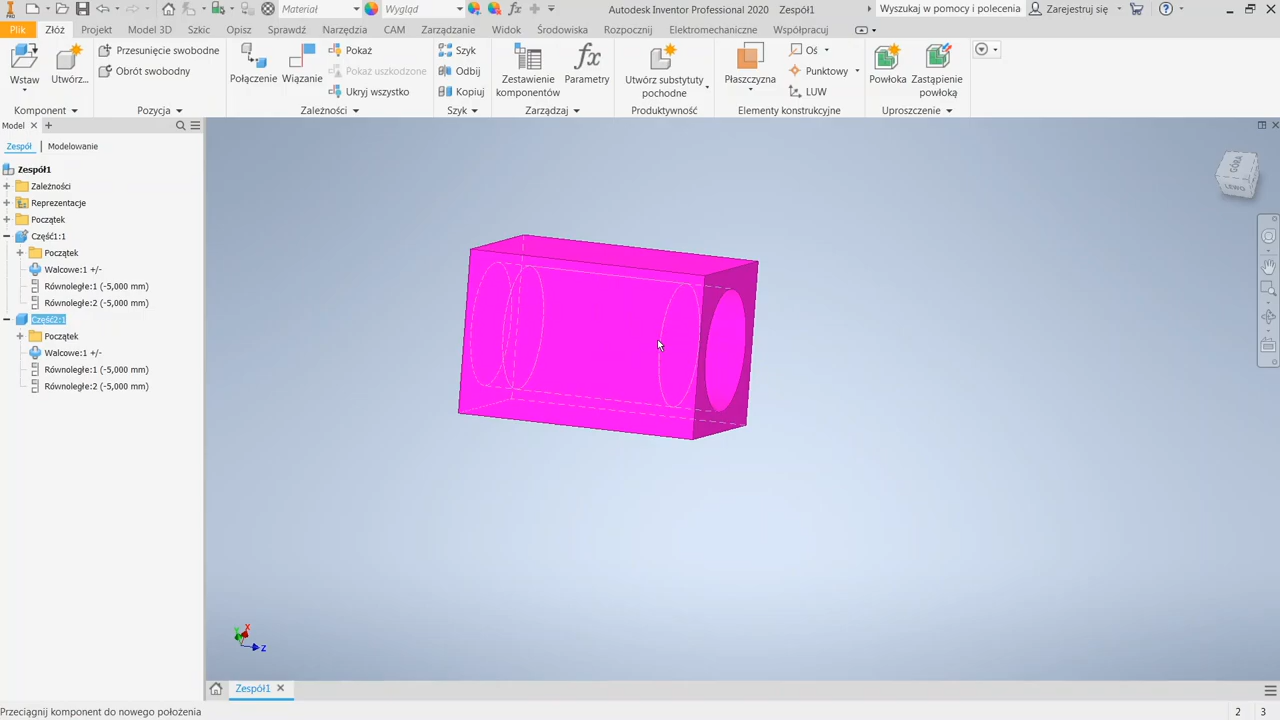 PRO
Materiał
Wygląd
fx
Autodesk Inventor Professional 2020 Zespół1
Wyszukaj w pomocy i polecenia
Zarejestruj się
Plik Złóż Projekt Model 3D Szkic Opisz Sprawdź Narzędzia CAM Zarządzanie Widok Środowiska Rozpocznij Elektromechaniczne Współpracuj
Wstaw
Utwórz...
Przesunięcie swobodne
Obrót swobodny
Połączenie
Wiązanie
Pokaż
Pokaż uszkodzone
Ukryj wszystko
Szyk
Odbij
Kopiuj
Zestawienie
komponentów
fx
Parametry
Utwórz substytuty
pochodne
Płaszczyzna
Oś
Punktowy
LUW
Powłoka
Zastąpienie
powłoką
Komponent
Pozycja
Zależności
Szyk
Zarządzaj
Produktywność
Elementy konstrukcyjne
Uproszczenie
Model
Zespół Modelowanie
Zespół1
Zależności
Reprezentacje
Początek
Część1:1
Początek
Walcowe:1 +/-
Równoległe:1 (-5,000 mm)
Równoległe:2 (-5,000 mm)
Część2:1
Początek
Walcowe:1 +/-
Równoległe:1 (-5,000 mm)
Równoległe:2 (-5,000 mm)
GÓRA
LEWO
Y
X
Z
Zespół1
Przeciągnij komponent do nowego położenia
2 3